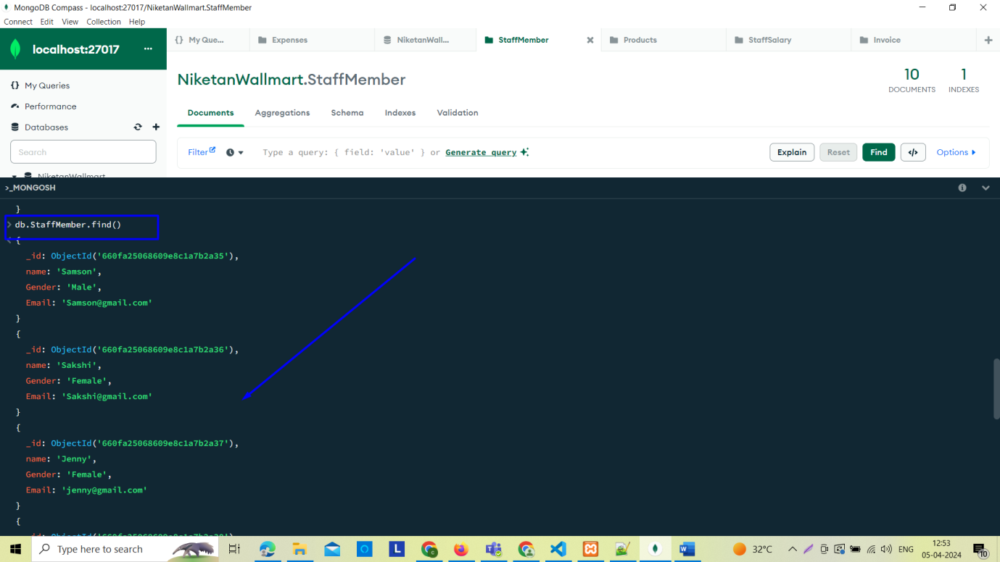 MongoDB Compass - localhost:27017/NiketanWallmart.StaffMember
Connect Edit View Collection Help
localhost:27017 ...
{} My Que... Expenses NiketanWall... StaffMember Products StaffSalary Invoice
My Queries
Performance
Databases
Search
NiketanWallmart
NiketanWallmart.StaffMember
10 1
DOCUMENTS INDEXES
Documents Aggregations Schema Indexes Validation
Filter Type a query: { field: 'value' } or Generate query Explain Reset Find </> Options
>_MONGOSH
}
> db.StaffMember.find()
< {
_id: ObjectId('660fa25068609e8c1a7b2a35'),
name: 'Samson',
Gender: 'Male',
Email: 'Samson@gmail.com'
}
{
_id: ObjectId('660fa25068609e8c1a7b2a36'),
name: 'Sakshi',
Gender: 'Female',
Email: 'Sakshi@gmail.com'
}
{
_id: ObjectId('660fa25068609e8c1a7b2a37'),
name: 'Jenny',
Gender: 'Female',
Email: 'jenny@gmail.com'
}
{
_id: ObjectId('660fa25068609e8c1a7b2a38')
Type here to search 32°C ENG 12:53
05-04-2024 10